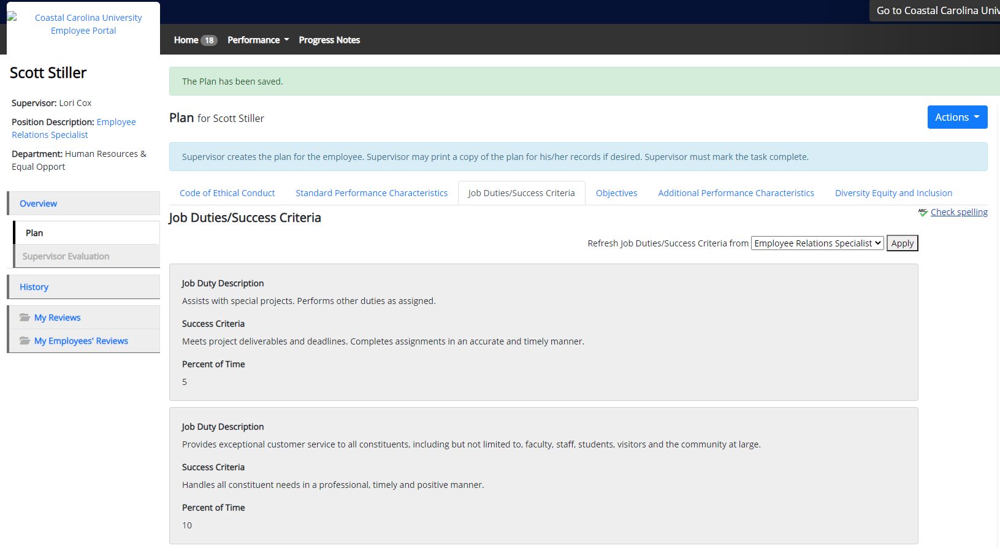 Coastal Carolina University
Employee Portal
Go to Coastal Carolina Univ
Home 18 Performance Progress Notes
Scott Stiller
Supervisor: Lori Cox
Position Description: Employee
Relations Specialist
Department: Human Resources &
Equal Opport
Overview
Plan
Supervisor Evaluation
History
My Reviews
My Employees' Reviews
The Plan has been saved.
Plan for Scott Stiller
Actions
Supervisor creates the plan for the employee. Supervisor may print a copy of the plan for his/her records if desired. Supervisor must mark the task complete.
Code of Ethical Conduct Standard Performance Characteristics Job Duties/Success Criteria Objectives Additional Performance Characteristics Diversity Equity and Inclusion
Job Duties/Success Criteria
ABC Check spelling
Refresh Job Duties/Success Criteria from Employee Relations Specialist Apply
Job Duty Description
Assists with special projects. Performs other duties as assigned.
Success Criteria
Meets project deliverables and deadlines. Completes assignments in an accurate and timely manner.
Percent of Time
5
Job Duty Description
Provides exceptional customer service to all constituents, including but not limited to, faculty, staff, students, visitors and the community at large.
Success Criteria
Handles all constituent needs in a professional, timely and positive manner.
Percent of Time
10